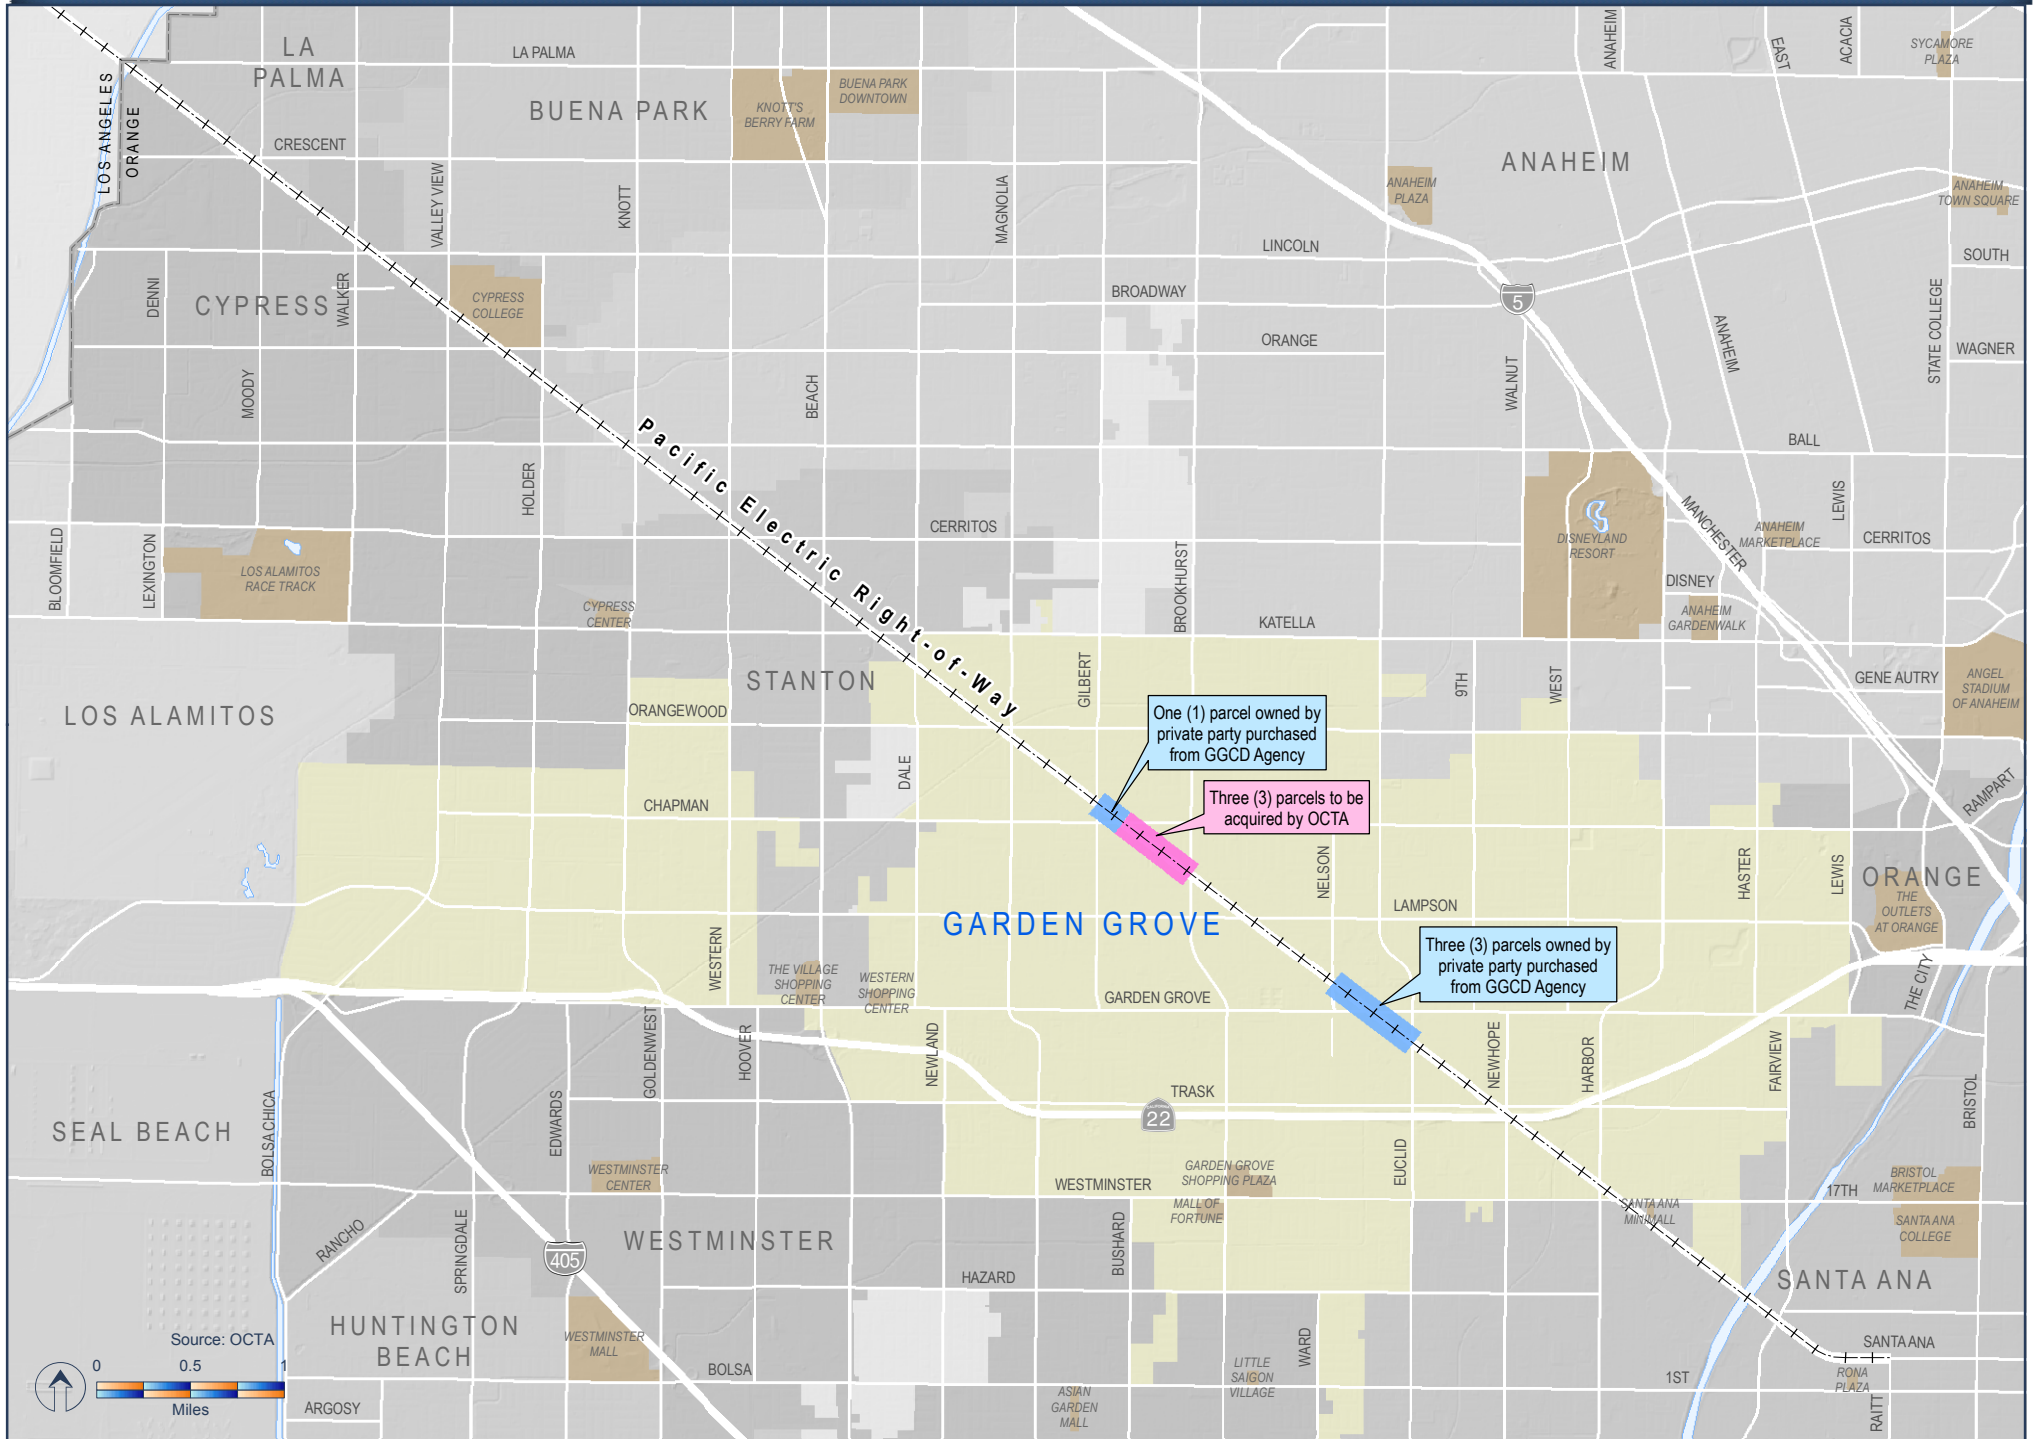 LA
PALMA
LA PALMA
BUENA PARK
KNOTT'S
BERRY FARM
BUENA PARK
DOWNTOWN
ANAHEIM
EAST
ACACIA
SYCAMORE
PLAZA
LOS ANGELES
ORANGE
CRESCENT
VALLEY VIEW
KNOTT
MAGNOLIA
ANAHEIM
ANAHEIM
PLAZA
ANAHEIM
TOWN SQUARE
LINCOLN
SOUTH
DENNI
CYPRESS
WALKER
CYPRESS
COLLEGE
BROADWAY
5
ORANGE
ANAHEIM
STATE COLLEGE
WAGNER
MOODY
BEACH
WALNUT
Pacific Electric Right-of-Way
BALL
HOLDER
CERRITOS
BLOOMFIELD
LEXINGTON
LOS ALAMITOS
RACE TRACK
CYPRESS
CENTER
BROOKHURST
KATELLA
DISNEYLAND
RESORT
MANCHESTER
ANAHEIM
MARKETPLACE
LEWIS
CERRITOS
DISNEY
ANAHEIM
GARDENWALK
STANTON
GILBERT
9TH
WEST
GENE AUTRY
ANGEL
STADIUM
OF ANAHEIM
LOS ALAMITOS
ORANGEWOOD
One (1) parcel owned by
private party purchased
from GGCD Agency
DALE
CHAPMAN
Three (3) parcels to be
acquired by OCTA
RAMPART
NELSON
HASTER
LEWIS
ORANGE
THE
OUTLETS
AT ORANGE
GARDEN GROVE
LAMPSON
WESTERN
THE VILLAGE
SHOPPING
CENTER
WESTERN
SHOPPING
CENTER
GARDEN GROVE
Three (3) parcels owned by
private party purchased
from GGCD Agency
THE CITY
GOLDENWEST
HOOVER
NEWLAND
NEWHOPE
HARBOR
FAIRVIEW
BRISTOL
SEAL BEACH
BOLSA CHICA
EDWARDS
TRASK
22
EUCLID
WESTMINSTER
CENTER
WESTMINSTER
GARDEN GROVE
SHOPPING PLAZA
MALL OF
FORTUNE
SANTA ANA
MINIMALL
17TH
BRISTOL
MARKETPLACE
SANTA ANA
COLLEGE
RANCHO
SPRINGDALE
405
WESTMINSTER
BUSHARD
HAZARD
SANTA ANA
HUNTINGTON
BEACH
WESTMINSTER
MALL
BOLSA
ASIAN
GARDEN
MALL
LITTLE
SAIGON
VILLAGE
WARD
1ST
SANTA ANA
RONA
PLAZA
RAITT
Source: OCTA
0 0.5 1
Miles
ARGOSY